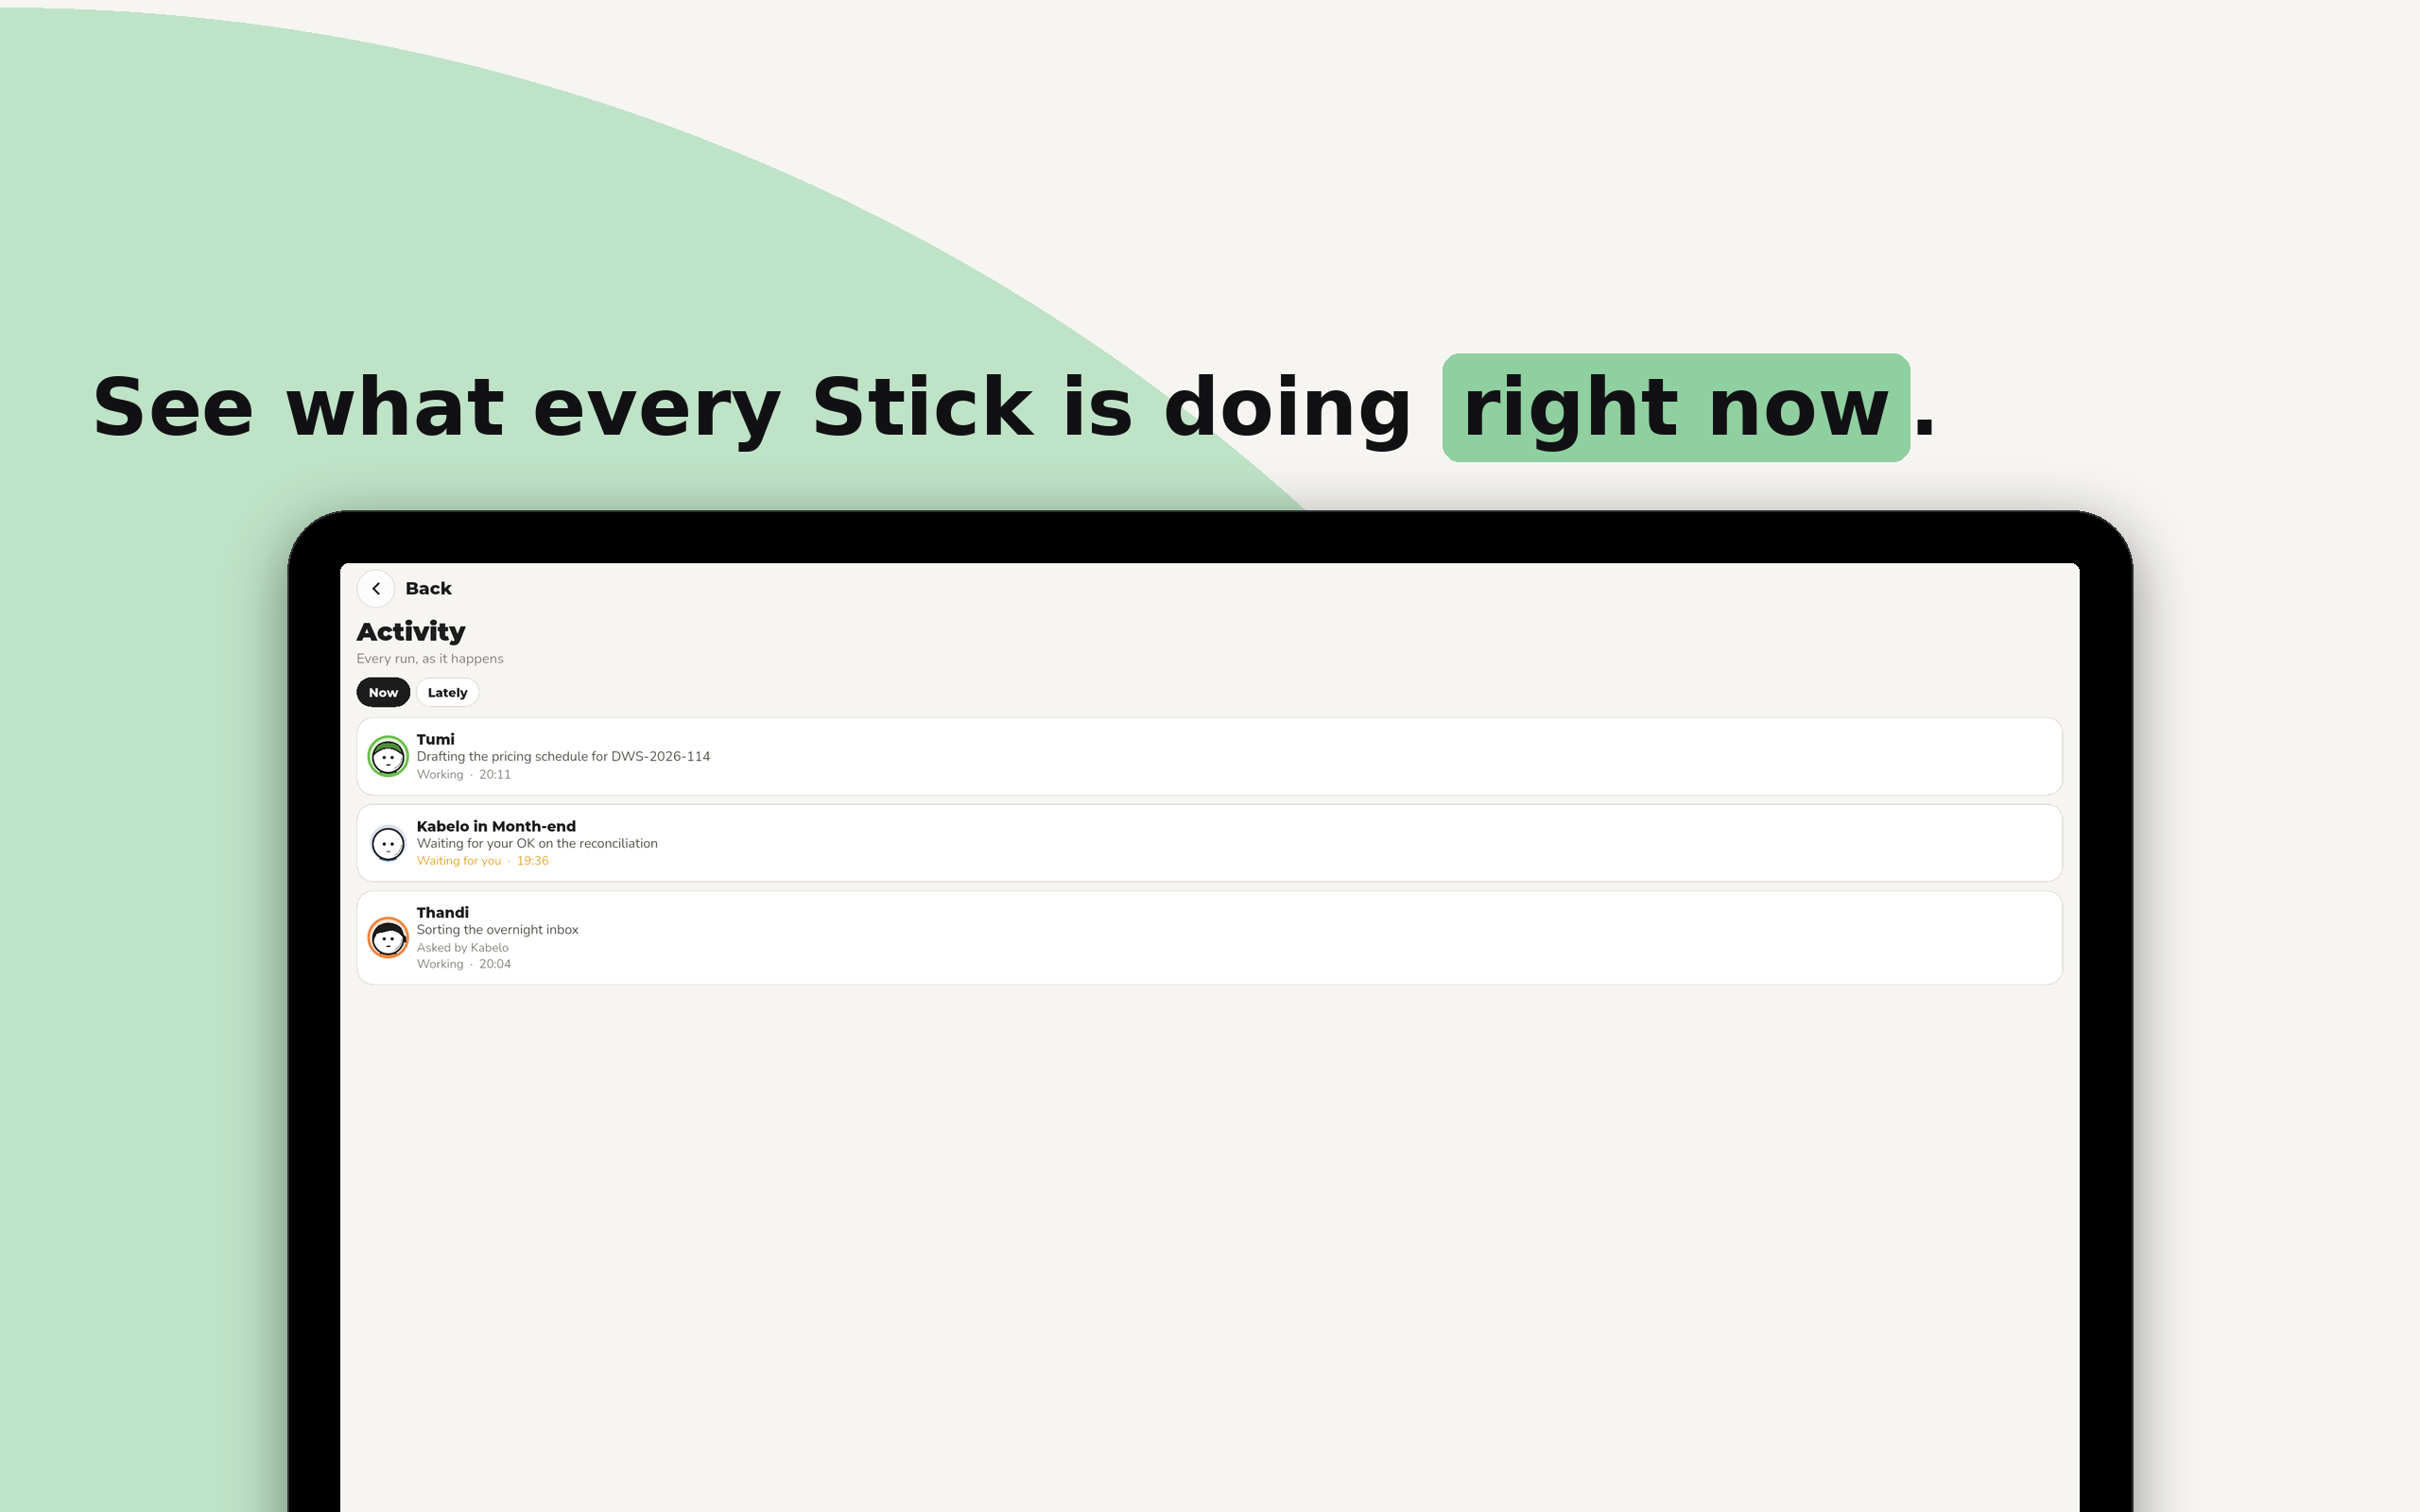 See what every Stick is doing right now.
Back
Activity
Every run, as it happens
Now Lately
Tumi
Drafting the pricing schedule for DWS-2026-114
Working · 20:11
Kabelo in Month-end
Waiting for your OK on the reconciliation
Waiting for you · 19:36
Thandi
Sorting the overnight inbox
Asked by Kabelo
Working · 20:04